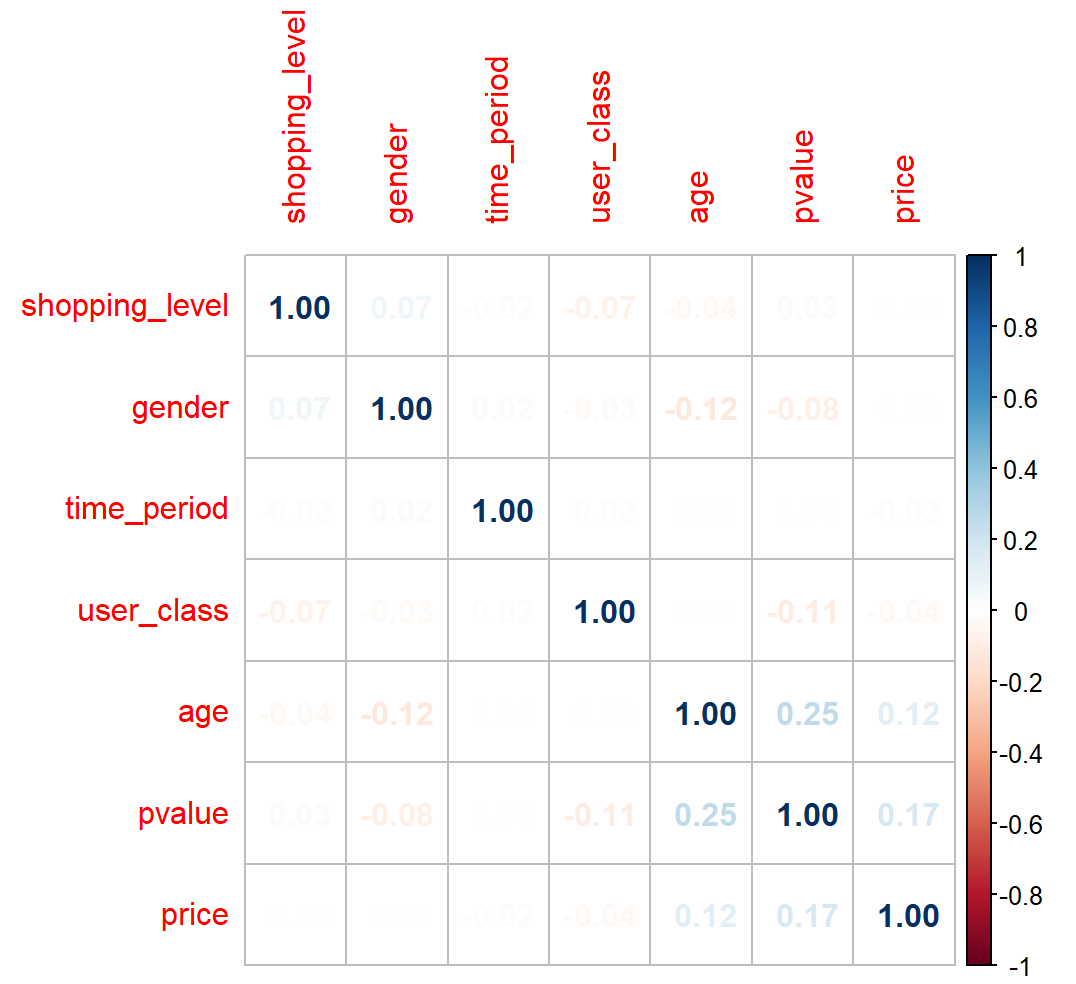 shopping_level gender time_period user_class age pvalue price
shopping_level 1.00 0.07 -0.02 -0.07 -0.04 0.03
gender 0.07 1.00 0.02 -0.03 -0.12 -0.08
time_period -0.02 0.02 1.00 0.02 -0.02
user_class -0.07 -0.03 0.02 1.00 -0.11 -0.04
age -0.04 -0.12 1.00 0.25 0.12
pvalue 0.03 -0.08 -0.11 0.25 1.00 0.17
price -0.02 -0.04 0.12 0.17 1.00
1
0.8
0.6
0.4
0.2
0
-0.2
-0.4
-0.6
-0.8
-1